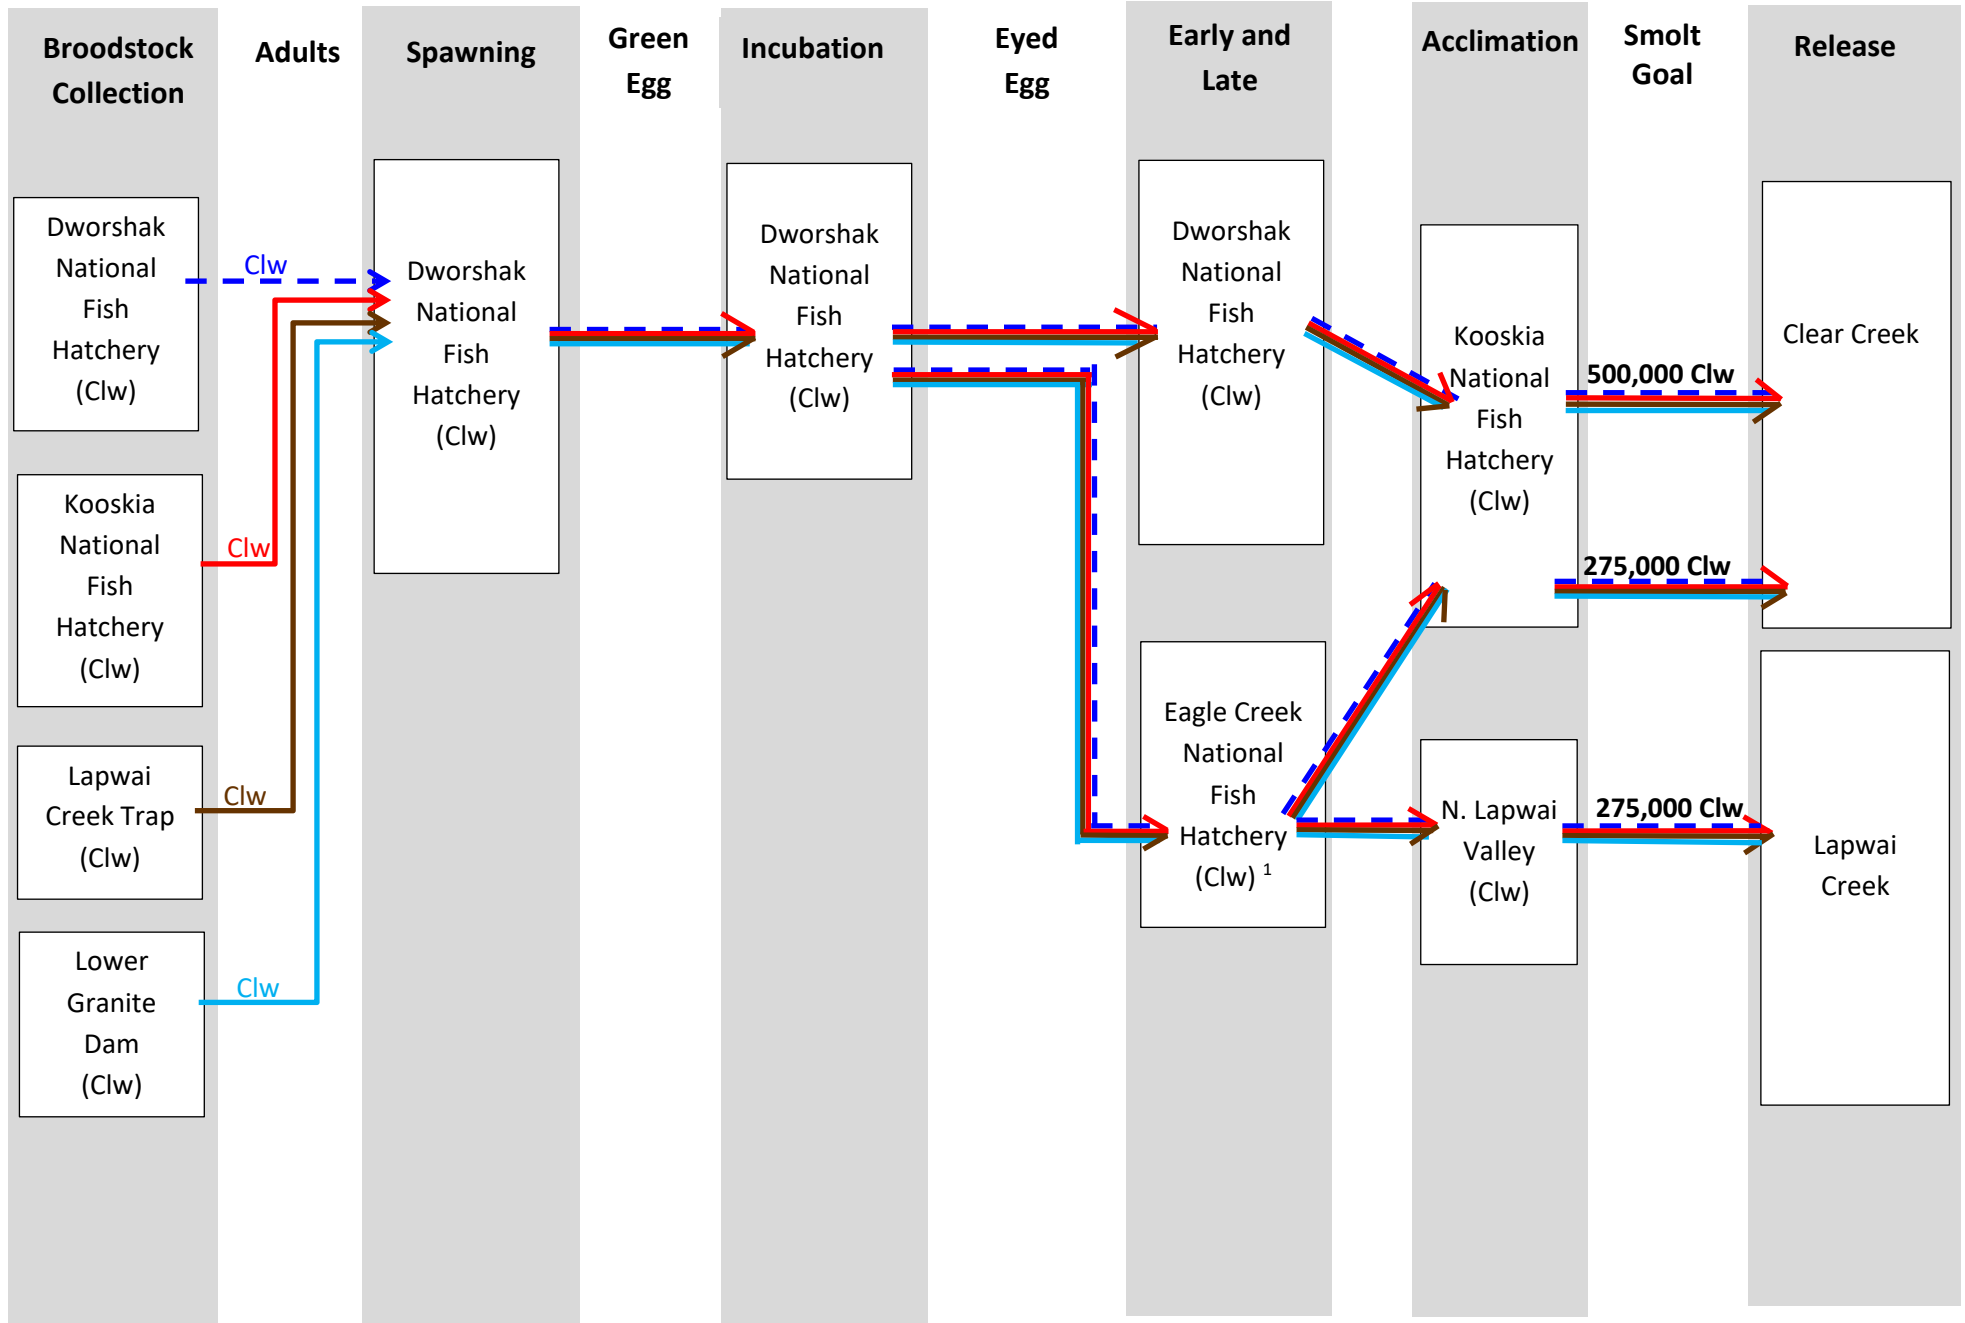 Broodstock
Collection
Adults
Spawning
Green
Egg
Incubation
Eyed
Egg
Early and
Late
Acclimation
Smolt
Goal
Release
Dworshak
National
Fish
Hatchery
(Clw)
Kooskia
National
Fish
Hatchery
(Clw)
Lapwai
Creek Trap
(Clw)
Lower
Granite
Dam
(Clw)
Clw
Clw
Clw
Clw
Dworshak
National
Fish
Hatchery
(Clw)
Dworshak
National
Fish
Hatchery
(Clw)
Dworshak
National
Fish
Hatchery
(Clw)
Eagle Creek
National
Fish
Hatchery
(Clw) 1
Kooskia
National
Fish
Hatchery
(Clw)
N. Lapwai
Valley
(Clw)
500,000 Clw
275,000 Clw
275,000 Clw
Clear Creek
Lapwai
Creek